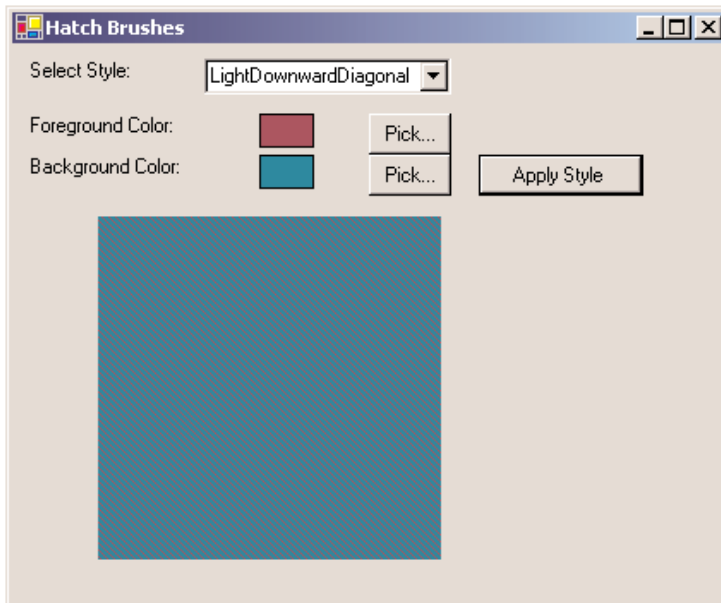 Hatch Brushes
Select Style:
LightDownwardDiagonal
Foreground Color:
Pick...
Background Color:
Pick...
Apply Style